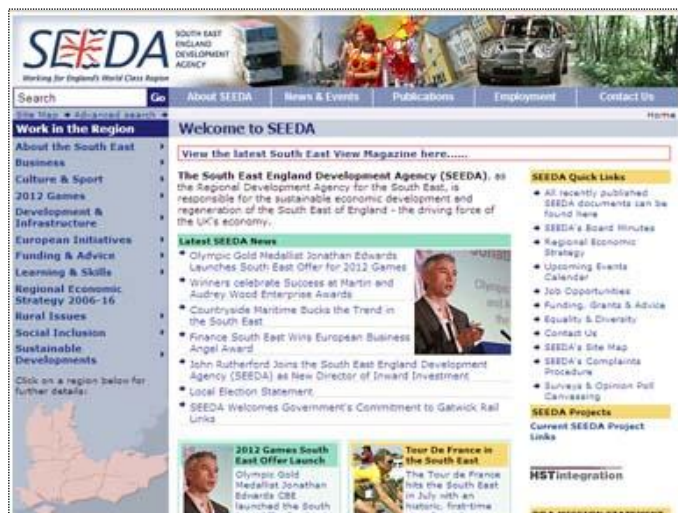 SEEDA
SOUTH EAST
ENGLAND
DEVELOPMENT
AGENCY
Working for England's World Class Region
Search
Go
About SEEDA
News & Events
Publications
Employment
Contact Us
Site Map
Advanced search
Home
Work in the Region
About the South East
Business
Culture & Sport
2012 Games
Development &
Infrastructure
European Initiatives
Funding & Advice
Learning & Skills
Regional Economic
Strategy 2006-16
Rural Issues
Social Inclusion
Sustainable
Developments
Click on a region below for
further details:
Welcome to SEEDA
View the latest South East View Magazine here......
The South East England Development Agency (SEEDA), as
the Regional Development Agency for the South East, is
responsible for the sustainable economic development and
regeneration of the South East of England - the driving force of
the UK's economy.
Latest SEEDA News
Olympic Gold Medallist Jonathan Edwards
Launches South East Offer for 2012 Games
Winners celebrate Success at Martin and
Audrey Wood Enterprise Awards
Countryside Maritime Bucks the Trend in
the South East
Finance South East Wins European Business
Angel Award
John Rutherford Joins the South East England Development
Agency (SEEDA) as New Director of Inward Investment
Local Election Statement
SEEDA Welcomes Government's Commitment to Gatwick Rail
Links
2012 Games South
East Offer Launch
Olympic Gold
Medallist Jonathan
Edwards CBE
launched the South
Tour De France in
the South East
The Tour de France
hits the South East
in July with an
historic, first-time
SEEDA Quick Links
All recently published
SEEDA documents can be
found here
SEEDA's Board Minutes
Regional Economic
Strategy
Upcoming Events
Calendar
Job Opportunities
Funding, Grants & Advice
Equality & Diversity
Contact Us
SEEDA's Site Map
SEEDA's Complaints
Procedure
Surveys & Opinion Poll
Canvassing
SEEDA Projects
Current SEEDA Project
Links
HSTintegration